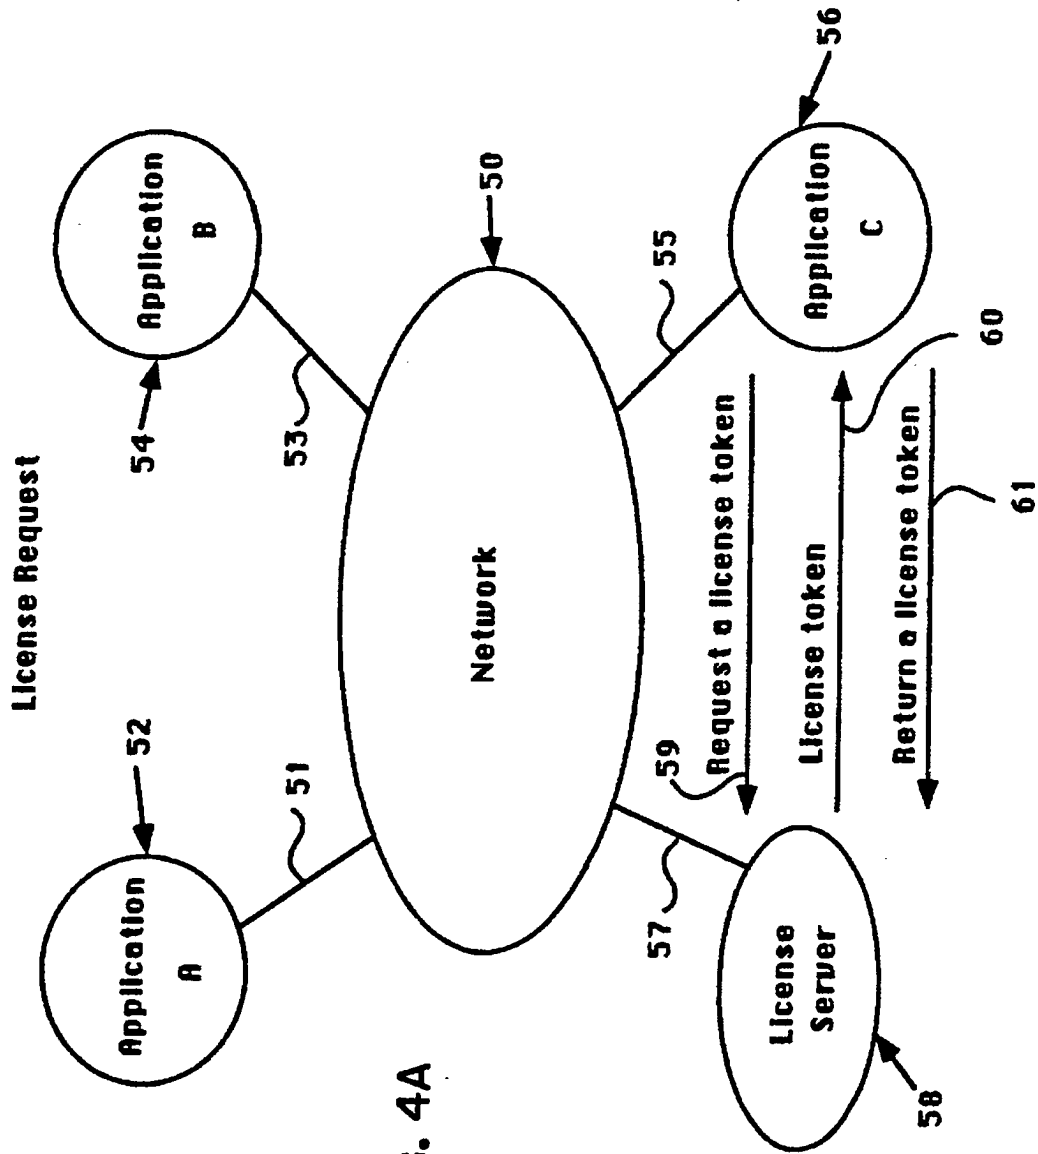 License Request
Application
A
52
54
Application
B
51
53
. 4A
Network
50
57
59
55
Request a license token
License
Server
License token
Application
C
56
Return a license token
58
60
61